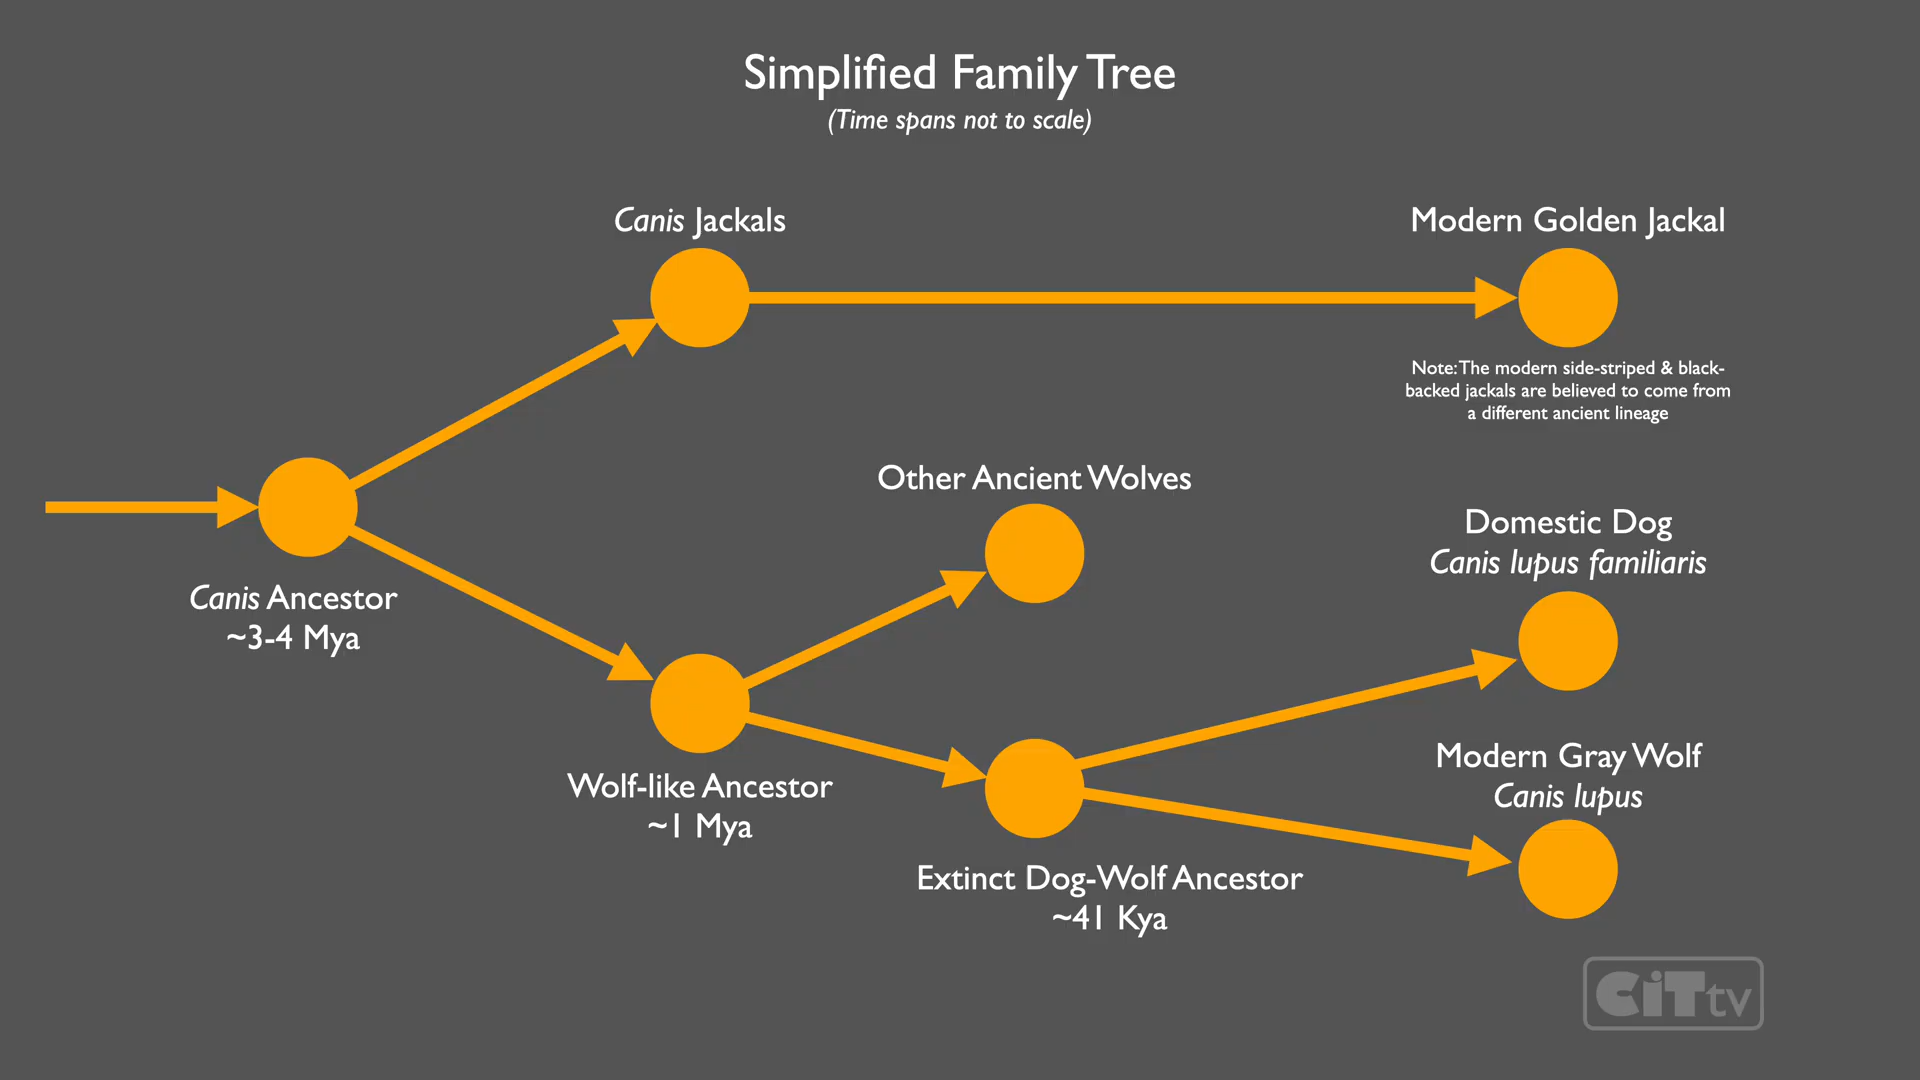 Simplified Family Tree
(Time spans not to scale)
Canis Jackals
Modern Golden Jackal
Note: The modern side-striped & black-
backed jackals are believed to come from
a different ancient lineage
Other Ancient Wolves
Domestic Dog
Canis lupus familiaris
Canis Ancestor
~3-4 Mya
Modern Gray Wolf
Canis lupus
Wolf-like Ancestor
~1 Mya
Extinct Dog-Wolf Ancestor
~41 Kya
CiTtv